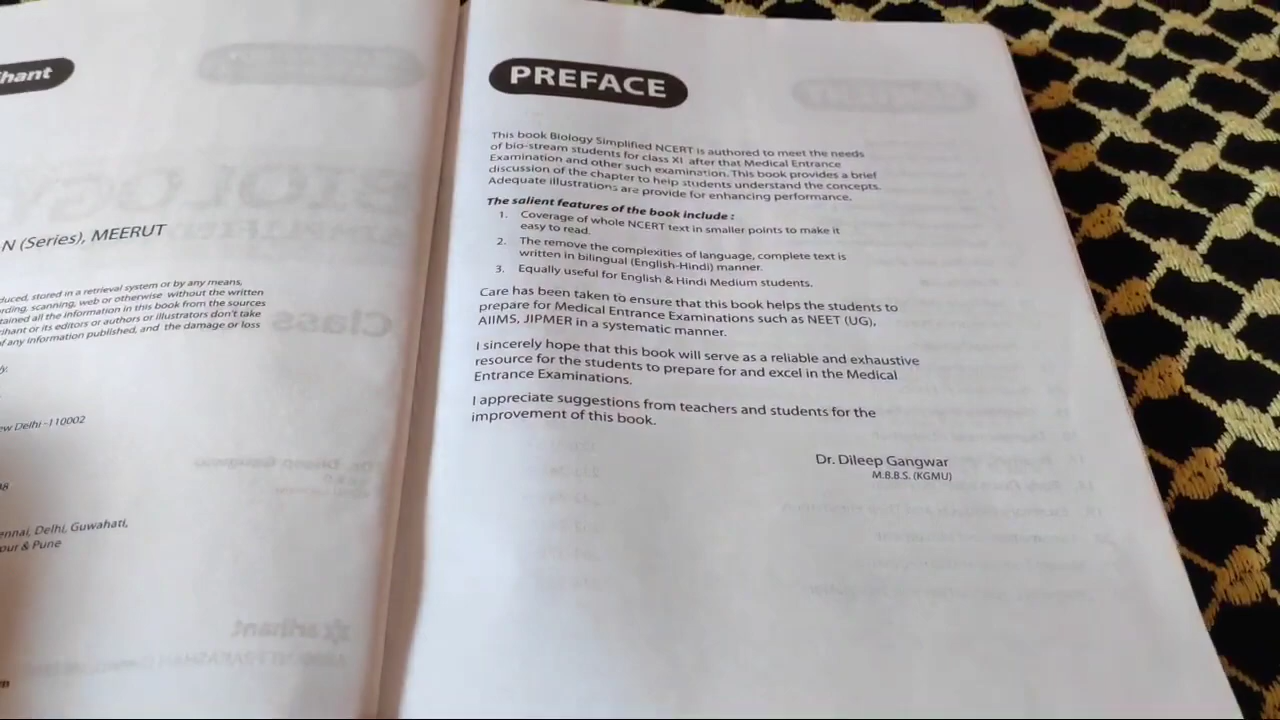 hant
N (Series), MEERUT
duced, stored in a retrieval system or by any means,
rding, scanning, web or otherwise without the written
tained all the information in this book from the sources
ihant or its editors or authors or illustrators don't take
of any information published, and the damage or loss
ly.
ew Delhi -110002
08
ennai, Delhi, Guwahati,
pur & Pune
PREFACE
This book Biology Simplified NCERT is authored to meet the needs
of bio-stream students for class XI after that Medical Entrance
Examination and other such examination. This book provides a brief
discussion of the chapter to help students understand the concepts.
Adequate illustrations are provide for enhancing performance.
The salient features of the book include :
1. Coverage of whole NCERT text in smaller points to make it
easy to read.
2. The remove the complexities of language, complete text is
written in bilingual (English-Hindi) manner.
3. Equally useful for English & Hindi Medium students.
Care has been taken to ensure that this book helps the students to
prepare for Medical Entrance Examinations such as NEET (UG),
AIIMS, JIPMER in a systematic manner.
I sincerely hope that this book will serve as a reliable and exhaustive
resource for the students to prepare for and excel in the Medical
Entrance Examinations.
I appreciate suggestions from teachers and students for the
improvement of this book.
Dr. Dileep Gangwar
M.B.B.S. (KGMU)